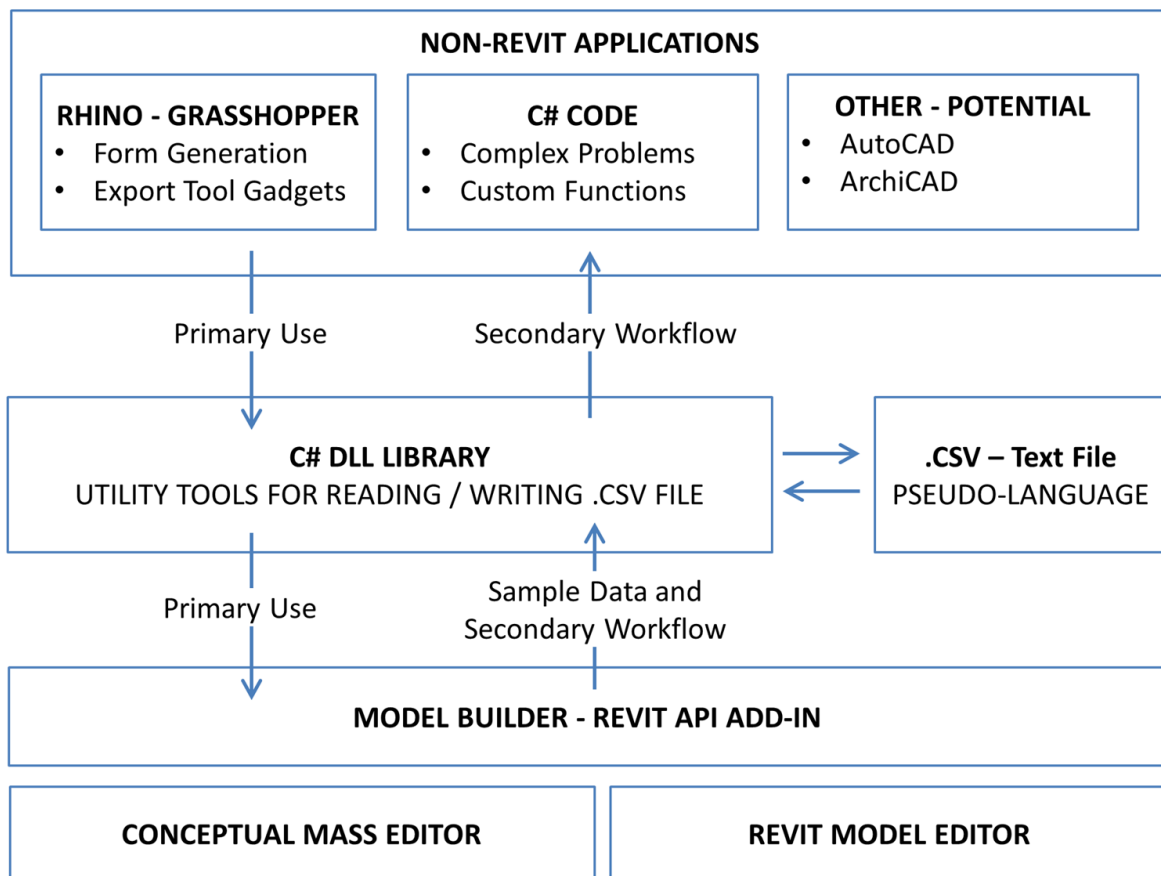 NON-REVIT APPLICATIONS
RHINO - GRASSHOPPER
• Form Generation
• Export Tool Gadgets
C# CODE
• Complex Problems
• Custom Functions
OTHER - POTENTIAL
• AutoCAD
• ArchiCAD
Primary Use
Secondary Workflow
C# DLL LIBRARY
UTILITY TOOLS FOR READING / WRITING .CSV FILE
.CSV – Text File
PSEUDO-LANGUAGE
Primary Use
Sample Data and
Secondary Workflow
MODEL BUILDER - REVIT API ADD-IN
CONCEPTUAL MASS EDITOR
REVIT MODEL EDITOR